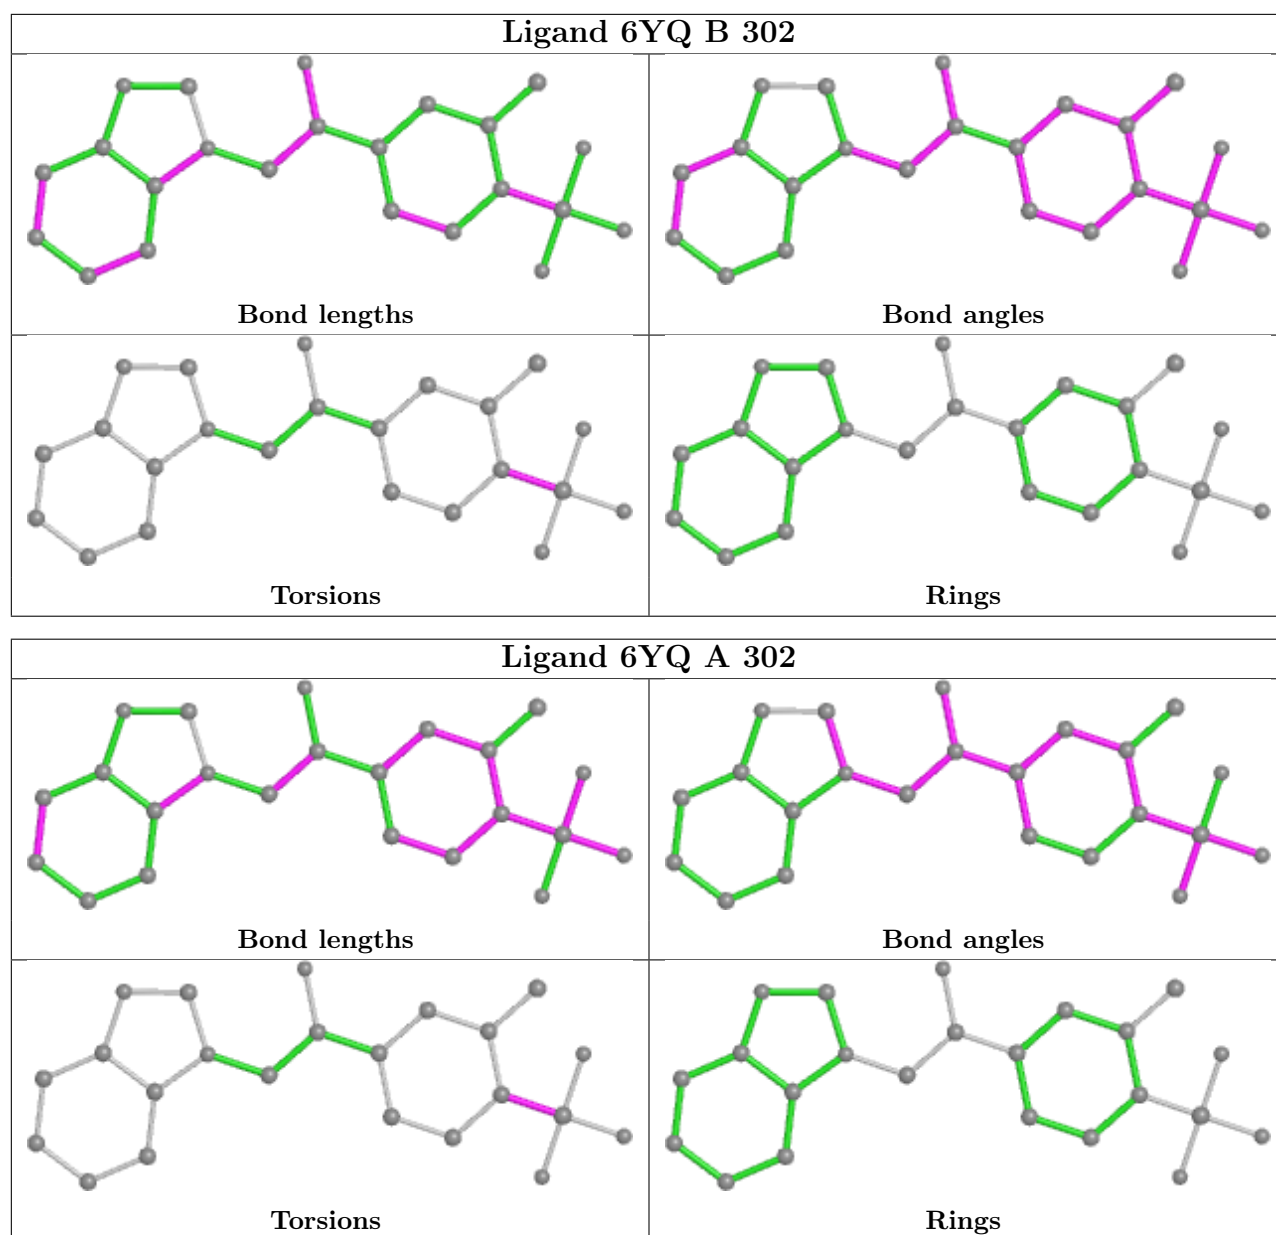 Ligand 6YQ B 302
Bond lengths
Bond angles
Torsions
Rings
Ligand 6YQ A 302
Bond lengths
Bond angles
Torsions
Rings